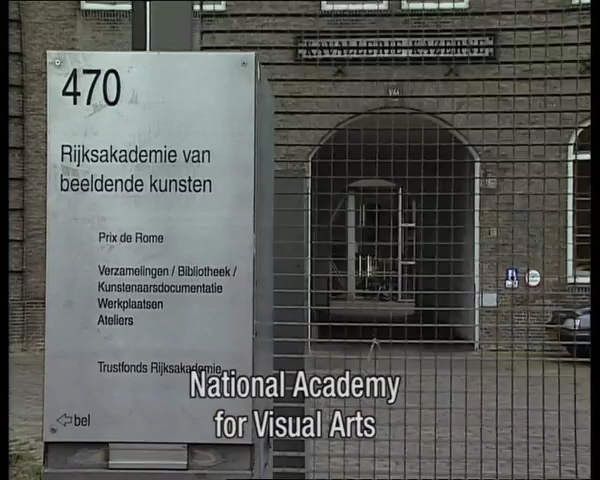 KAVALLERIE-KAZERNE
470
Rijksakademie van
beeldende kunsten
Prix de Rome
Verzamelingen / Bibliotheek /
Kunstenaarsdocumentatie
Werkplaatsen
Ateliers
Trustfonds Rijksakademie
bel
National Academy
for Visual Arts